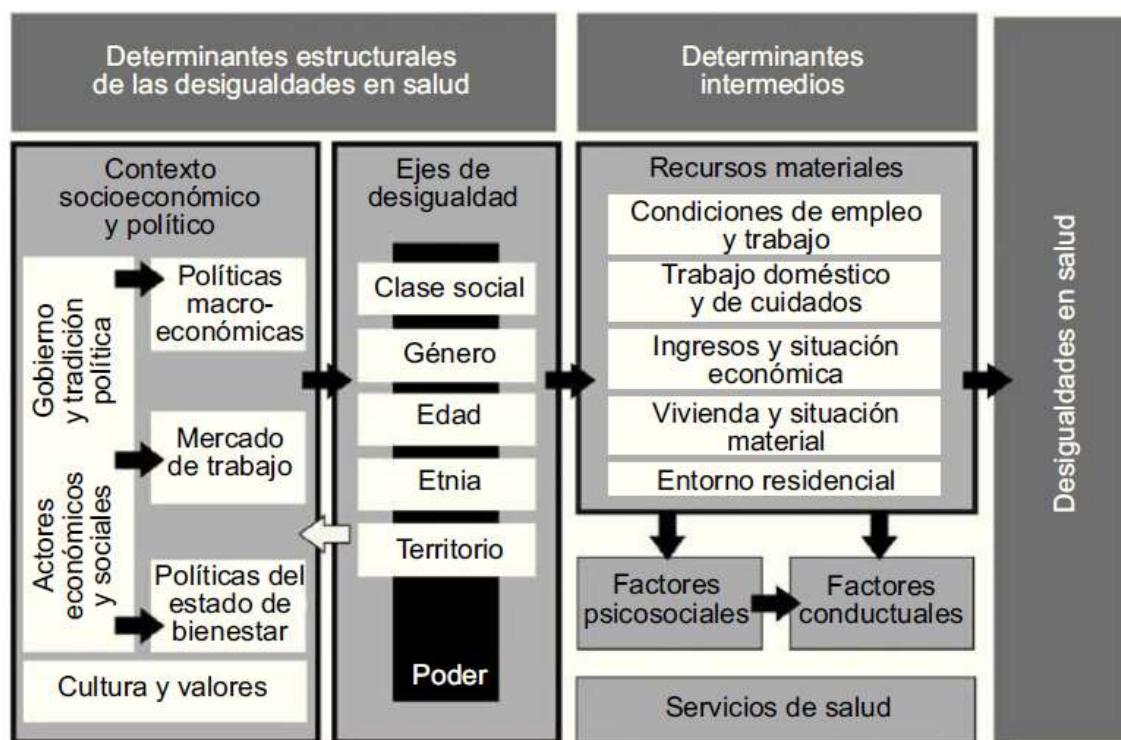 Determinantes estructurales
de las desigualdades en salud
Determinantes
intermedios
Contexto
socioeconómico
y político
Gobierno
y tradición
política
Actores
económicos
y sociales
Políticas
macro-
económicas
Mercado
de trabajo
Políticas del
estado de
bienestar
Cultura y valores
Ejes de
desigualdad
Clase social
Género
Edad
Etnia
Territorio
Poder
Recursos materiales
Condiciones de empleo
y trabajo
Trabajo doméstico
y de cuidados
Ingresos y situación
económica
Vivienda y situación
material
Entorno residencial
Factores
psicosociales
Factores
conductuales
Servicios de salud
Desigualdades en salud